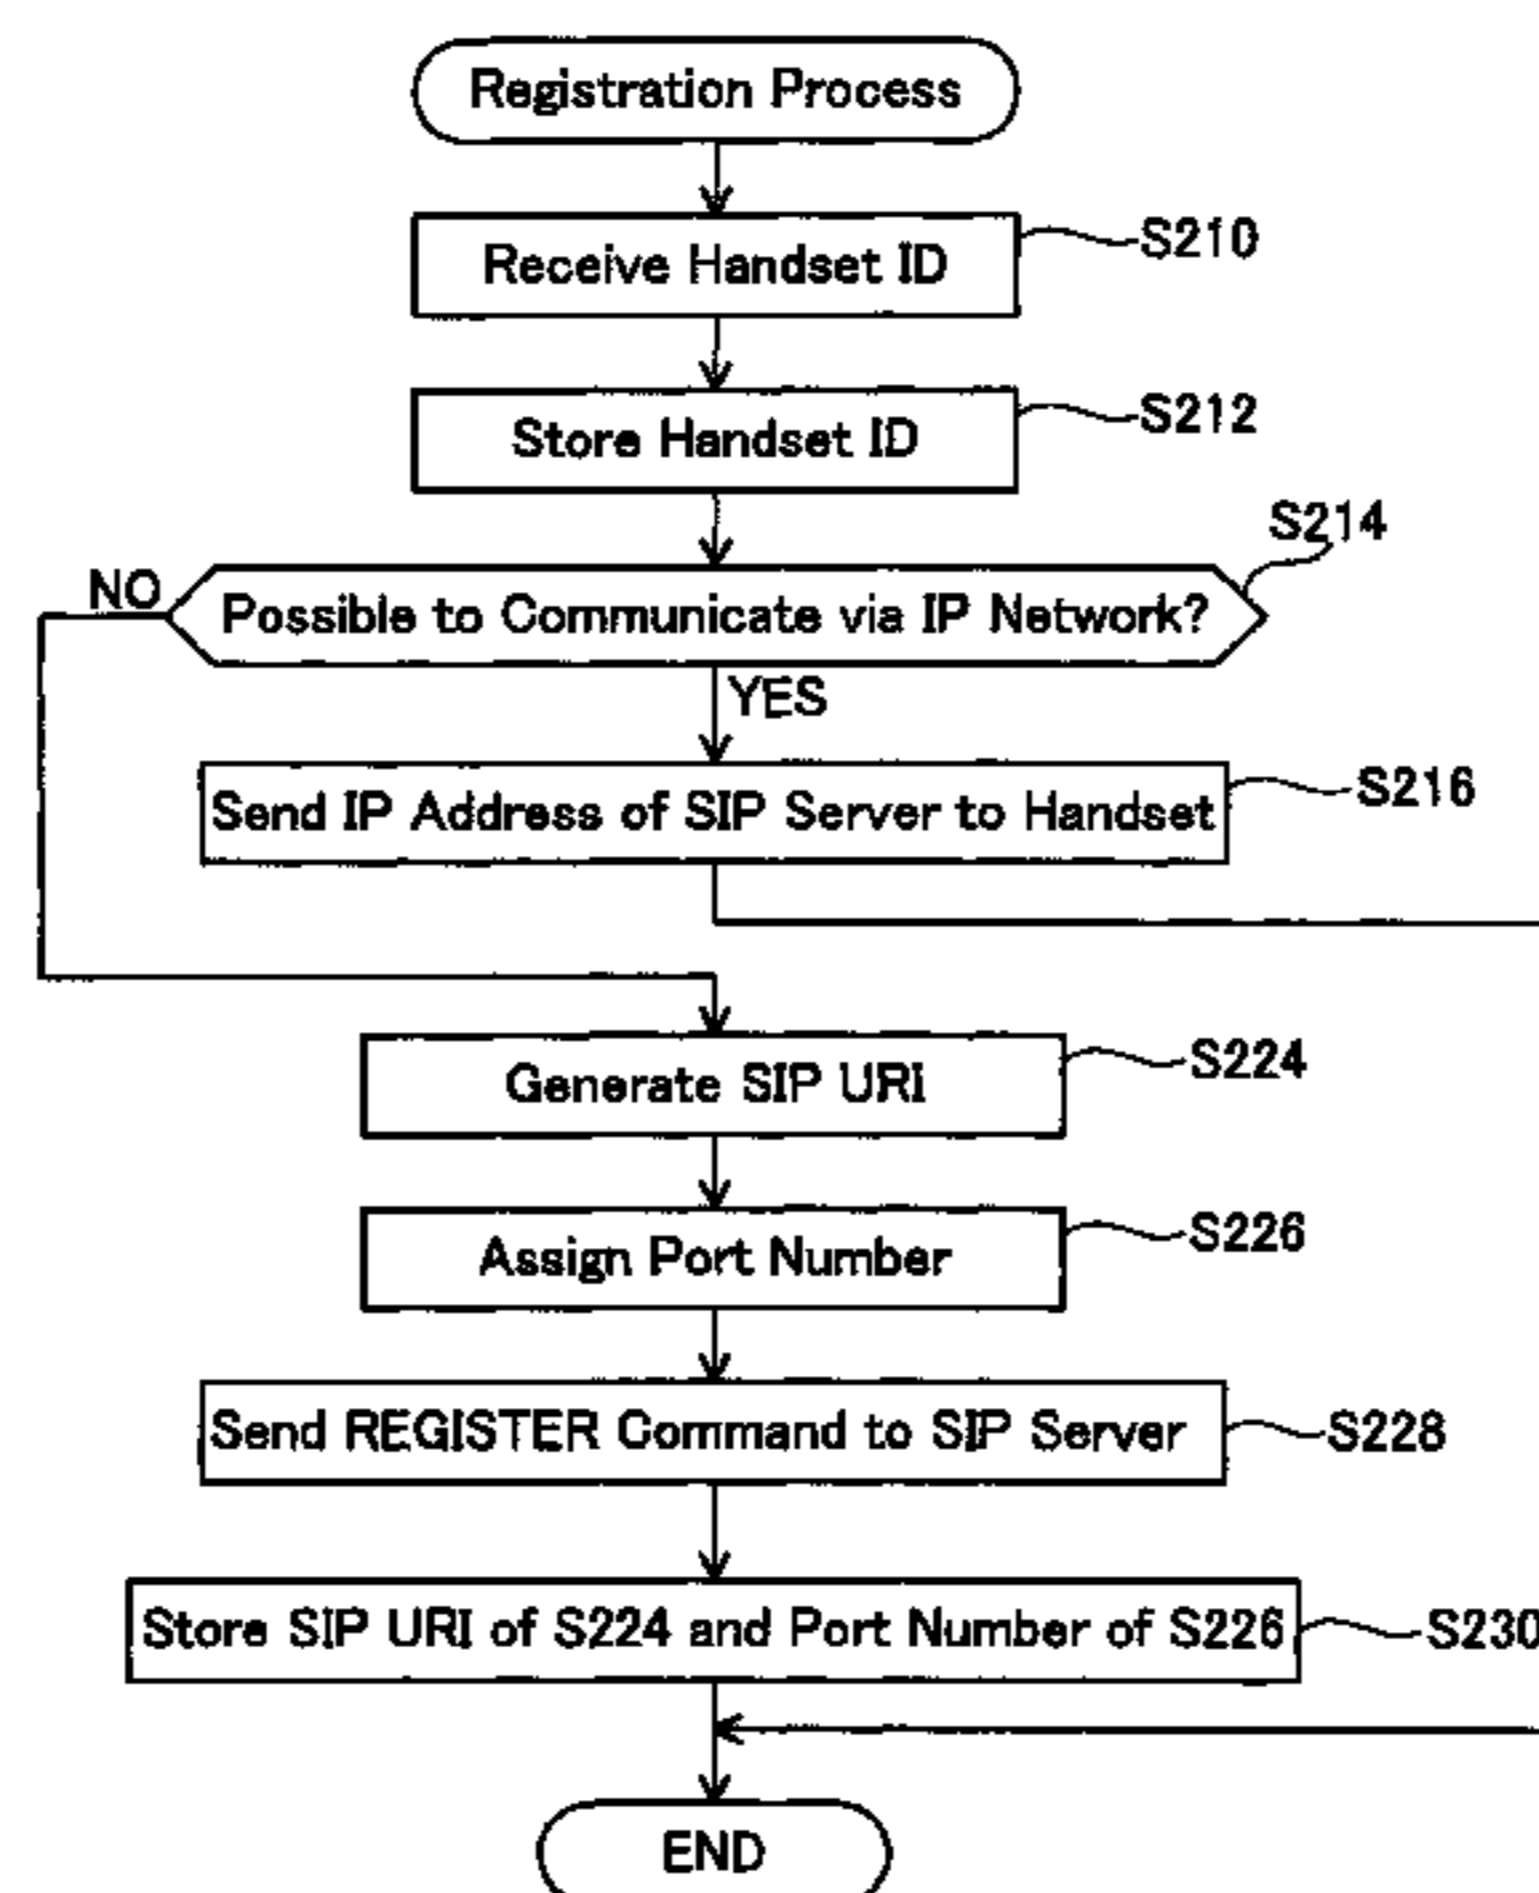 Registration Process
Receive Handset ID
S210
Store Handset ID
S212
S214
NO
Possible to Communicate via IP Network?
YES
Send IP Address of SIP Server to Handset
S216
Generate SIP URI
S224
Assign Port Number
S226
Send REGISTER Command to SIP Server
S228
Store SIP URI of S224 and Port Number of S226
S230
END